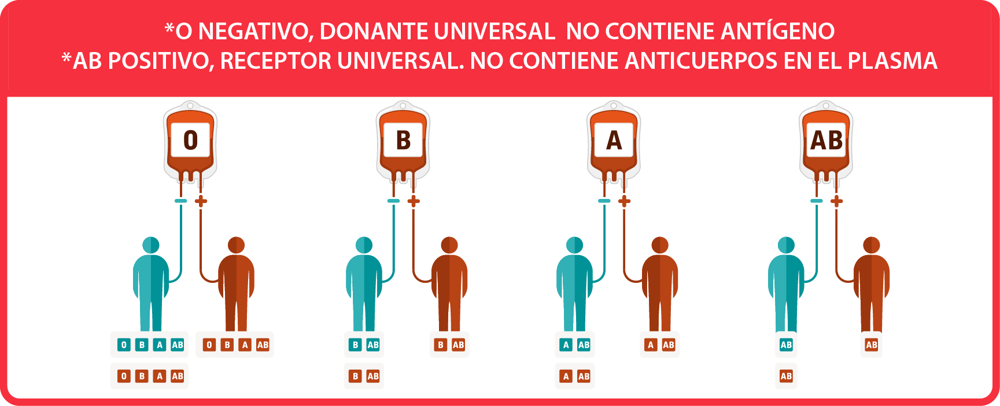 *O NEGATIVO, DONANTE UNIVERSAL  NO CONTIENE ANTÍGENO
*AB POSITIVO, RECEPTOR UNIVERSAL. NO CONTIENE ANTICUERPOS EN EL PLASMA
O B A AB
− + − + − + − +
O B A AB O B A AB B AB B AB A AB A AB AB AB
O B A AB B AB A AB AB